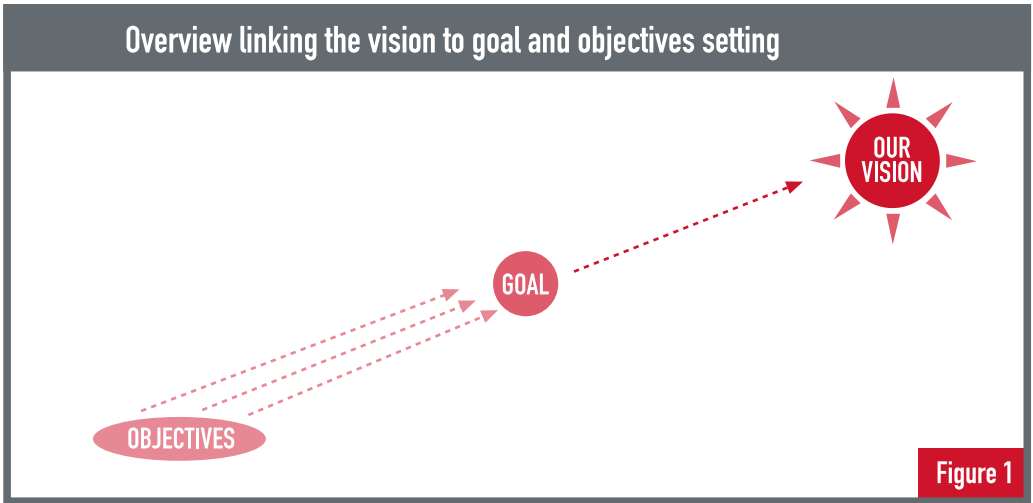 Overview linking the vision to goal and objectives setting
OUR
VISION
GOAL
OBJECTIVES
Figure 1